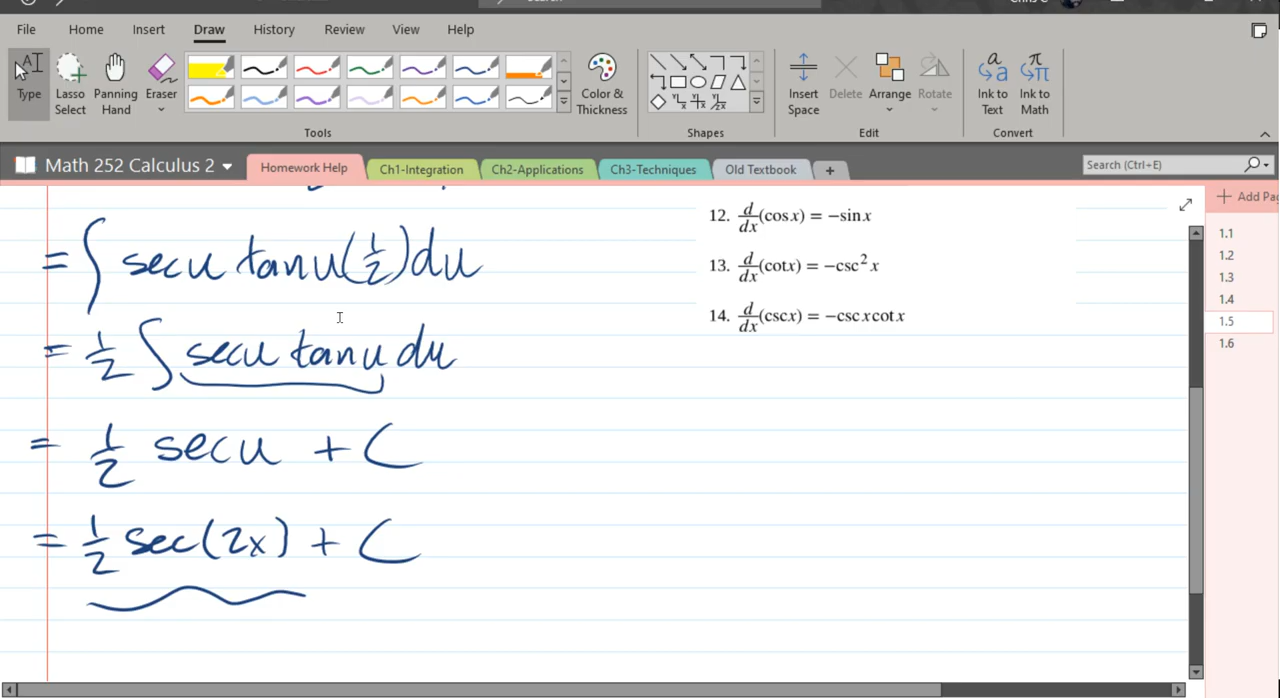 File Home Insert Draw History Review View Help
Type
Lasso Select
Panning Hand
Eraser
Color & Thickness
Insert Space
Delete
Arrange
Rotate
Ink to Text
Ink to Math
Tools
Shapes
Edit
Convert
Math 252 Calculus 2
Homework Help
Ch1-Integration
Ch2-Applications
Ch3-Techniques
Old Textbook
Search (Ctrl+E)
Add Pag
1.1
1.2
1.3
1.4
1.5
1.6
= ∫ sec u tan u (1/2) du
= 1/2 ∫ sec u tan u du
= 1/2 sec u + C
= 1/2 sec(2x) + C
12. d/dx (cos x) = −sin x
13. d/dx (cot x) = −csc² x
14. d/dx (csc x) = −csc x cot x